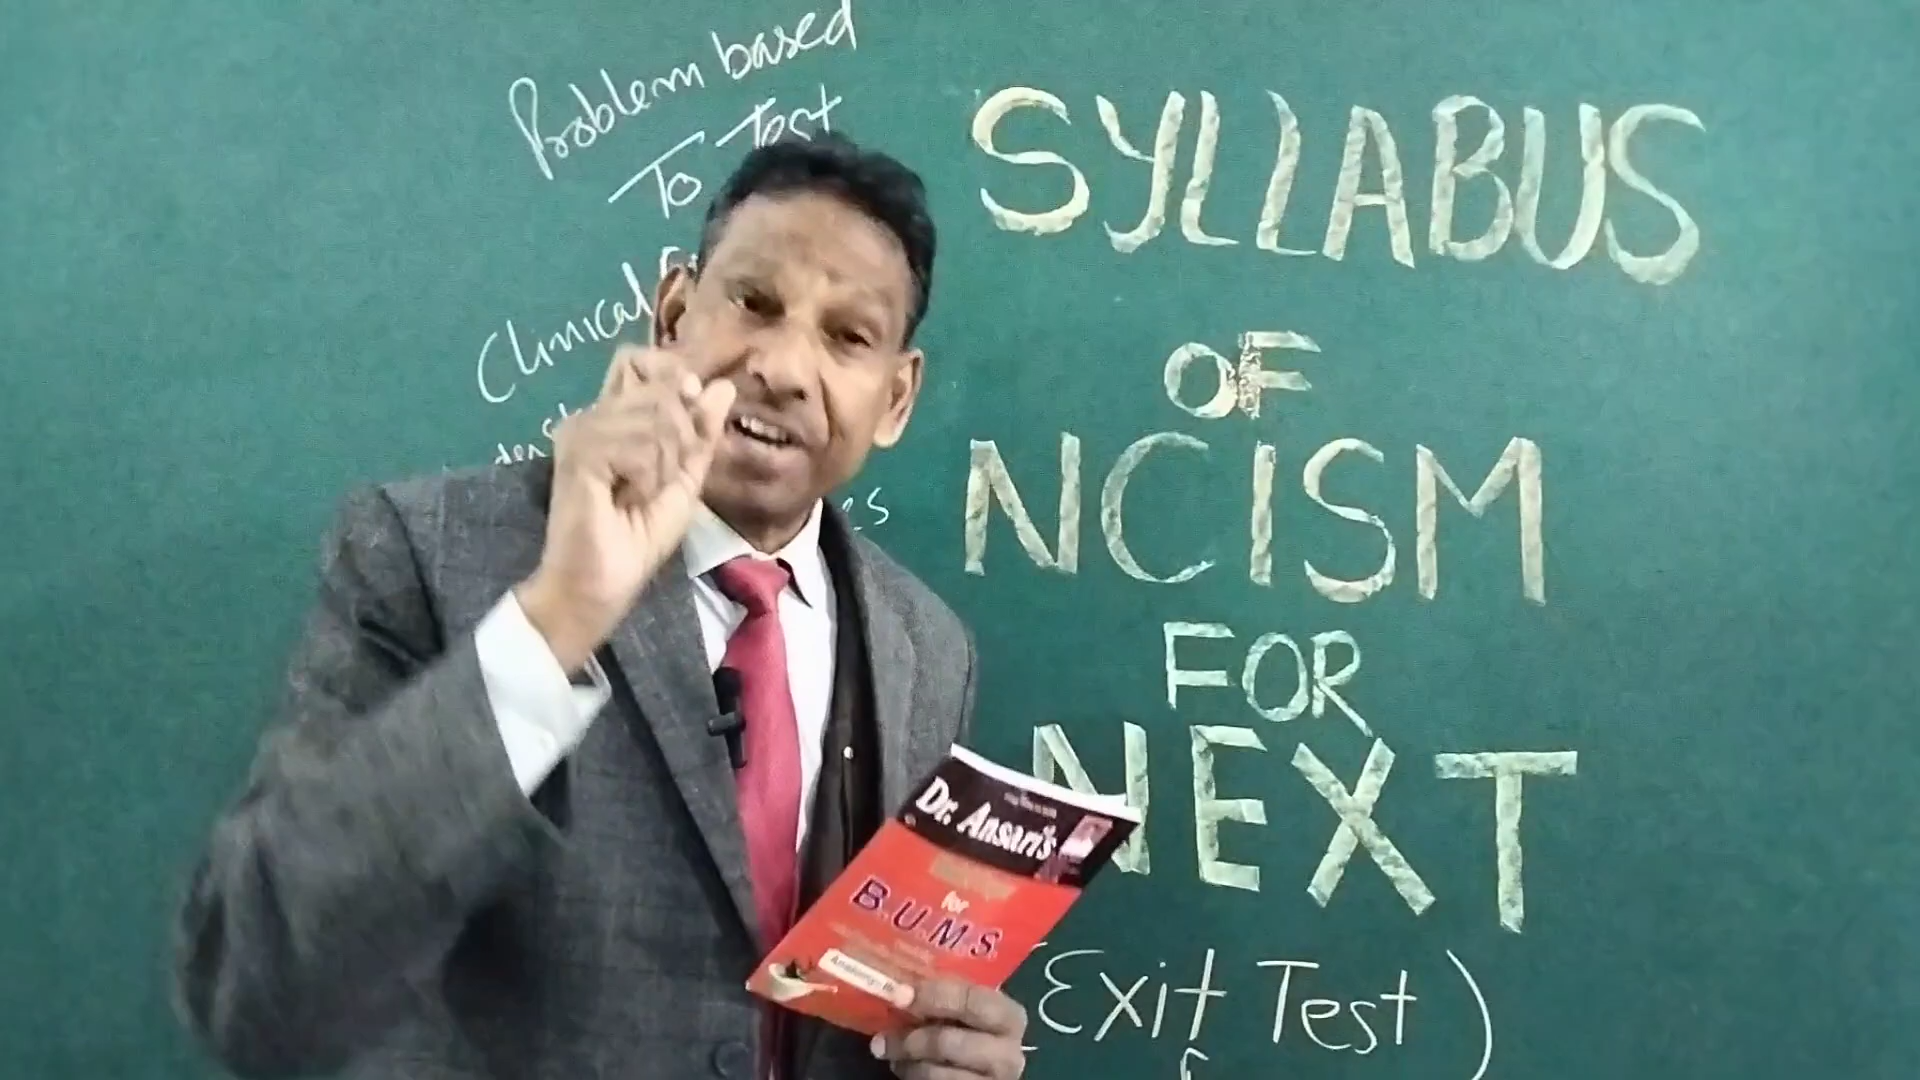 Problem based
To Test
Clinical
SYLLABUS
OF
NCISM
FOR
NEXT
(Exit Test)
Dr. Ansari's
for
B.U.M.S.